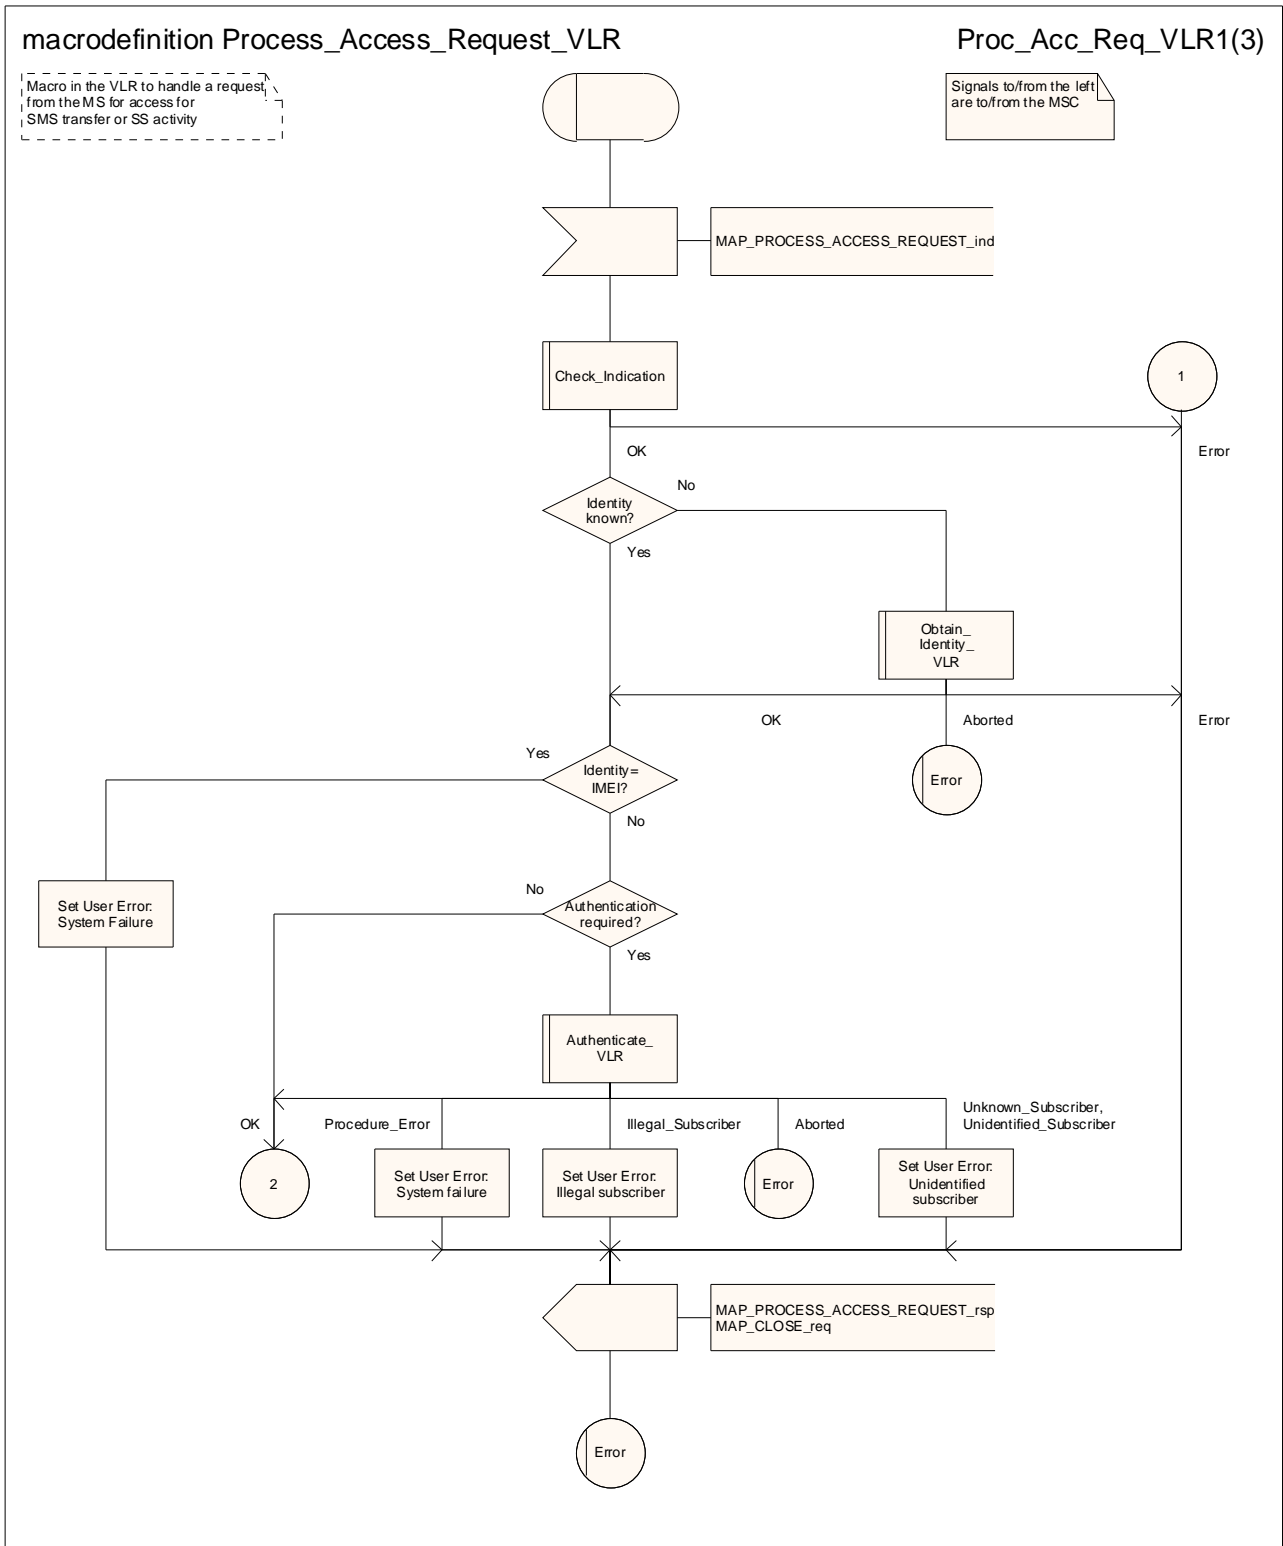 macrodefinition Process_Access_Request_VLR
Proc_Acc_Req_VLR1(3)
Macro in the VLR to handle a request
from the MS for access for
SMS transfer or SS activity
Signals to/from the left
are to/from the MSC
MAP_PROCESS_ACCESS_REQUEST_ind
Check_Indication
1
OK
Error
Identity
known?
No
Yes
Obtain_
Identity_
VLR
OK
Aborted
Error
Yes
Identity=
IMEI?
Error
No
Set User Error:
System Failure
No
Authentication
required?
Yes
Authenticate_
VLR
OK
Procedure_Error
Illegal_Subscriber
Aborted
Unknown_Subscriber,
Unidentified_Subscriber
2
Set User Error:
System failure
Set User Error:
Illegal subscriber
Error
Set User Error:
Unidentified
subscriber
MAP_PROCESS_ACCESS_REQUEST_rsp
MAP_CLOSE_req
Error